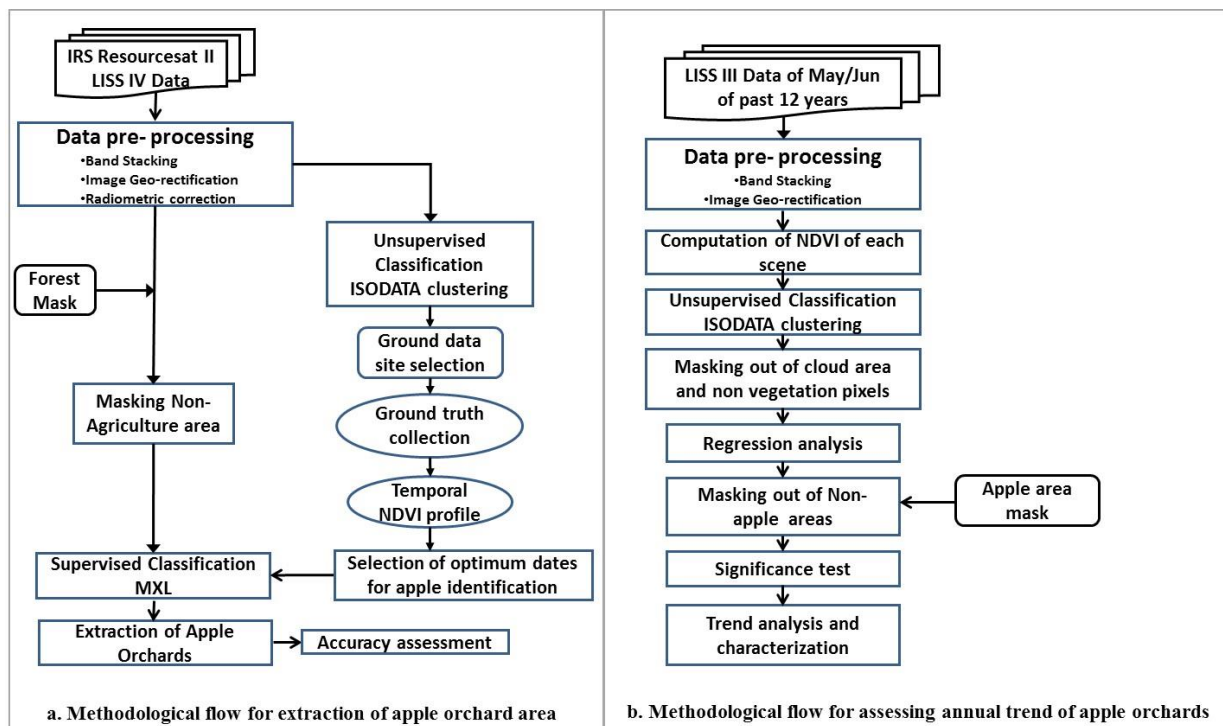 IRS Resourcesat II
LISS IV Data
Data pre- processing
•Band Stacking
•Image Geo-rectification
•Radiometric correction
Forest
Mask
Masking Non-
Agriculture area
Unsupervised
Classification
ISODATA clustering
Ground data
site selection
Ground truth
collection
Temporal
NDVI profile
Selection of optimum dates
for apple identification
Supervised Classification
MXL
Extraction of Apple
Orchards
Accuracy assessment
a. Methodological flow for extraction of apple orchard area
LISS III Data of May/Jun
of past 12 years
Data pre- processing
•Band Stacking
•Image Geo-rectification
Computation of NDVI of each
scene
Unsupervised Classification
ISODATA clustering
Masking out of cloud area
and non vegetation pixels
Regression analysis
Masking out of Non-
apple areas
Apple area
mask
Significance test
Trend analysis and
characterization
b. Methodological flow for assessing annual trend of apple orchards